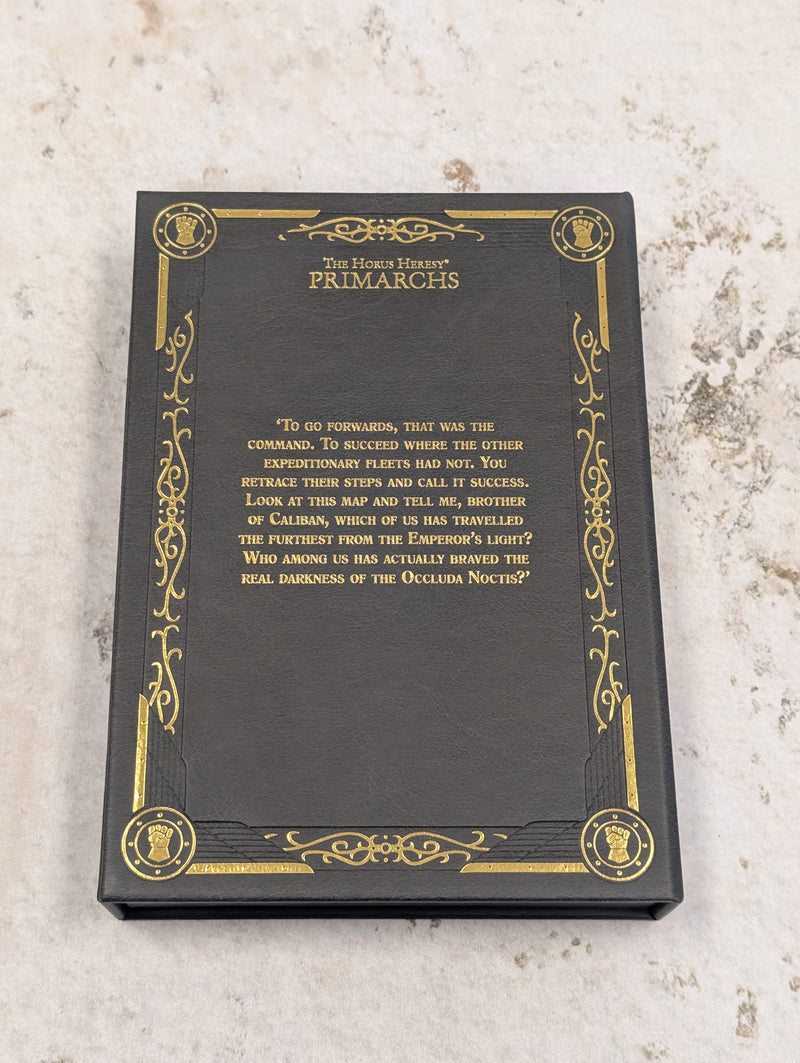 The Horus Heresy®
PRIMARCHS
‘To go forwards, that was the
command. To succeed where the other
expeditionary fleets had not. You
retrace their steps and call it success.
Look at this map and tell me, brother
of Caliban, which of us has travelled
the furthest from the Emperor’s light?
Who among us has actually braved the
real darkness of the Occluda Noctis?’